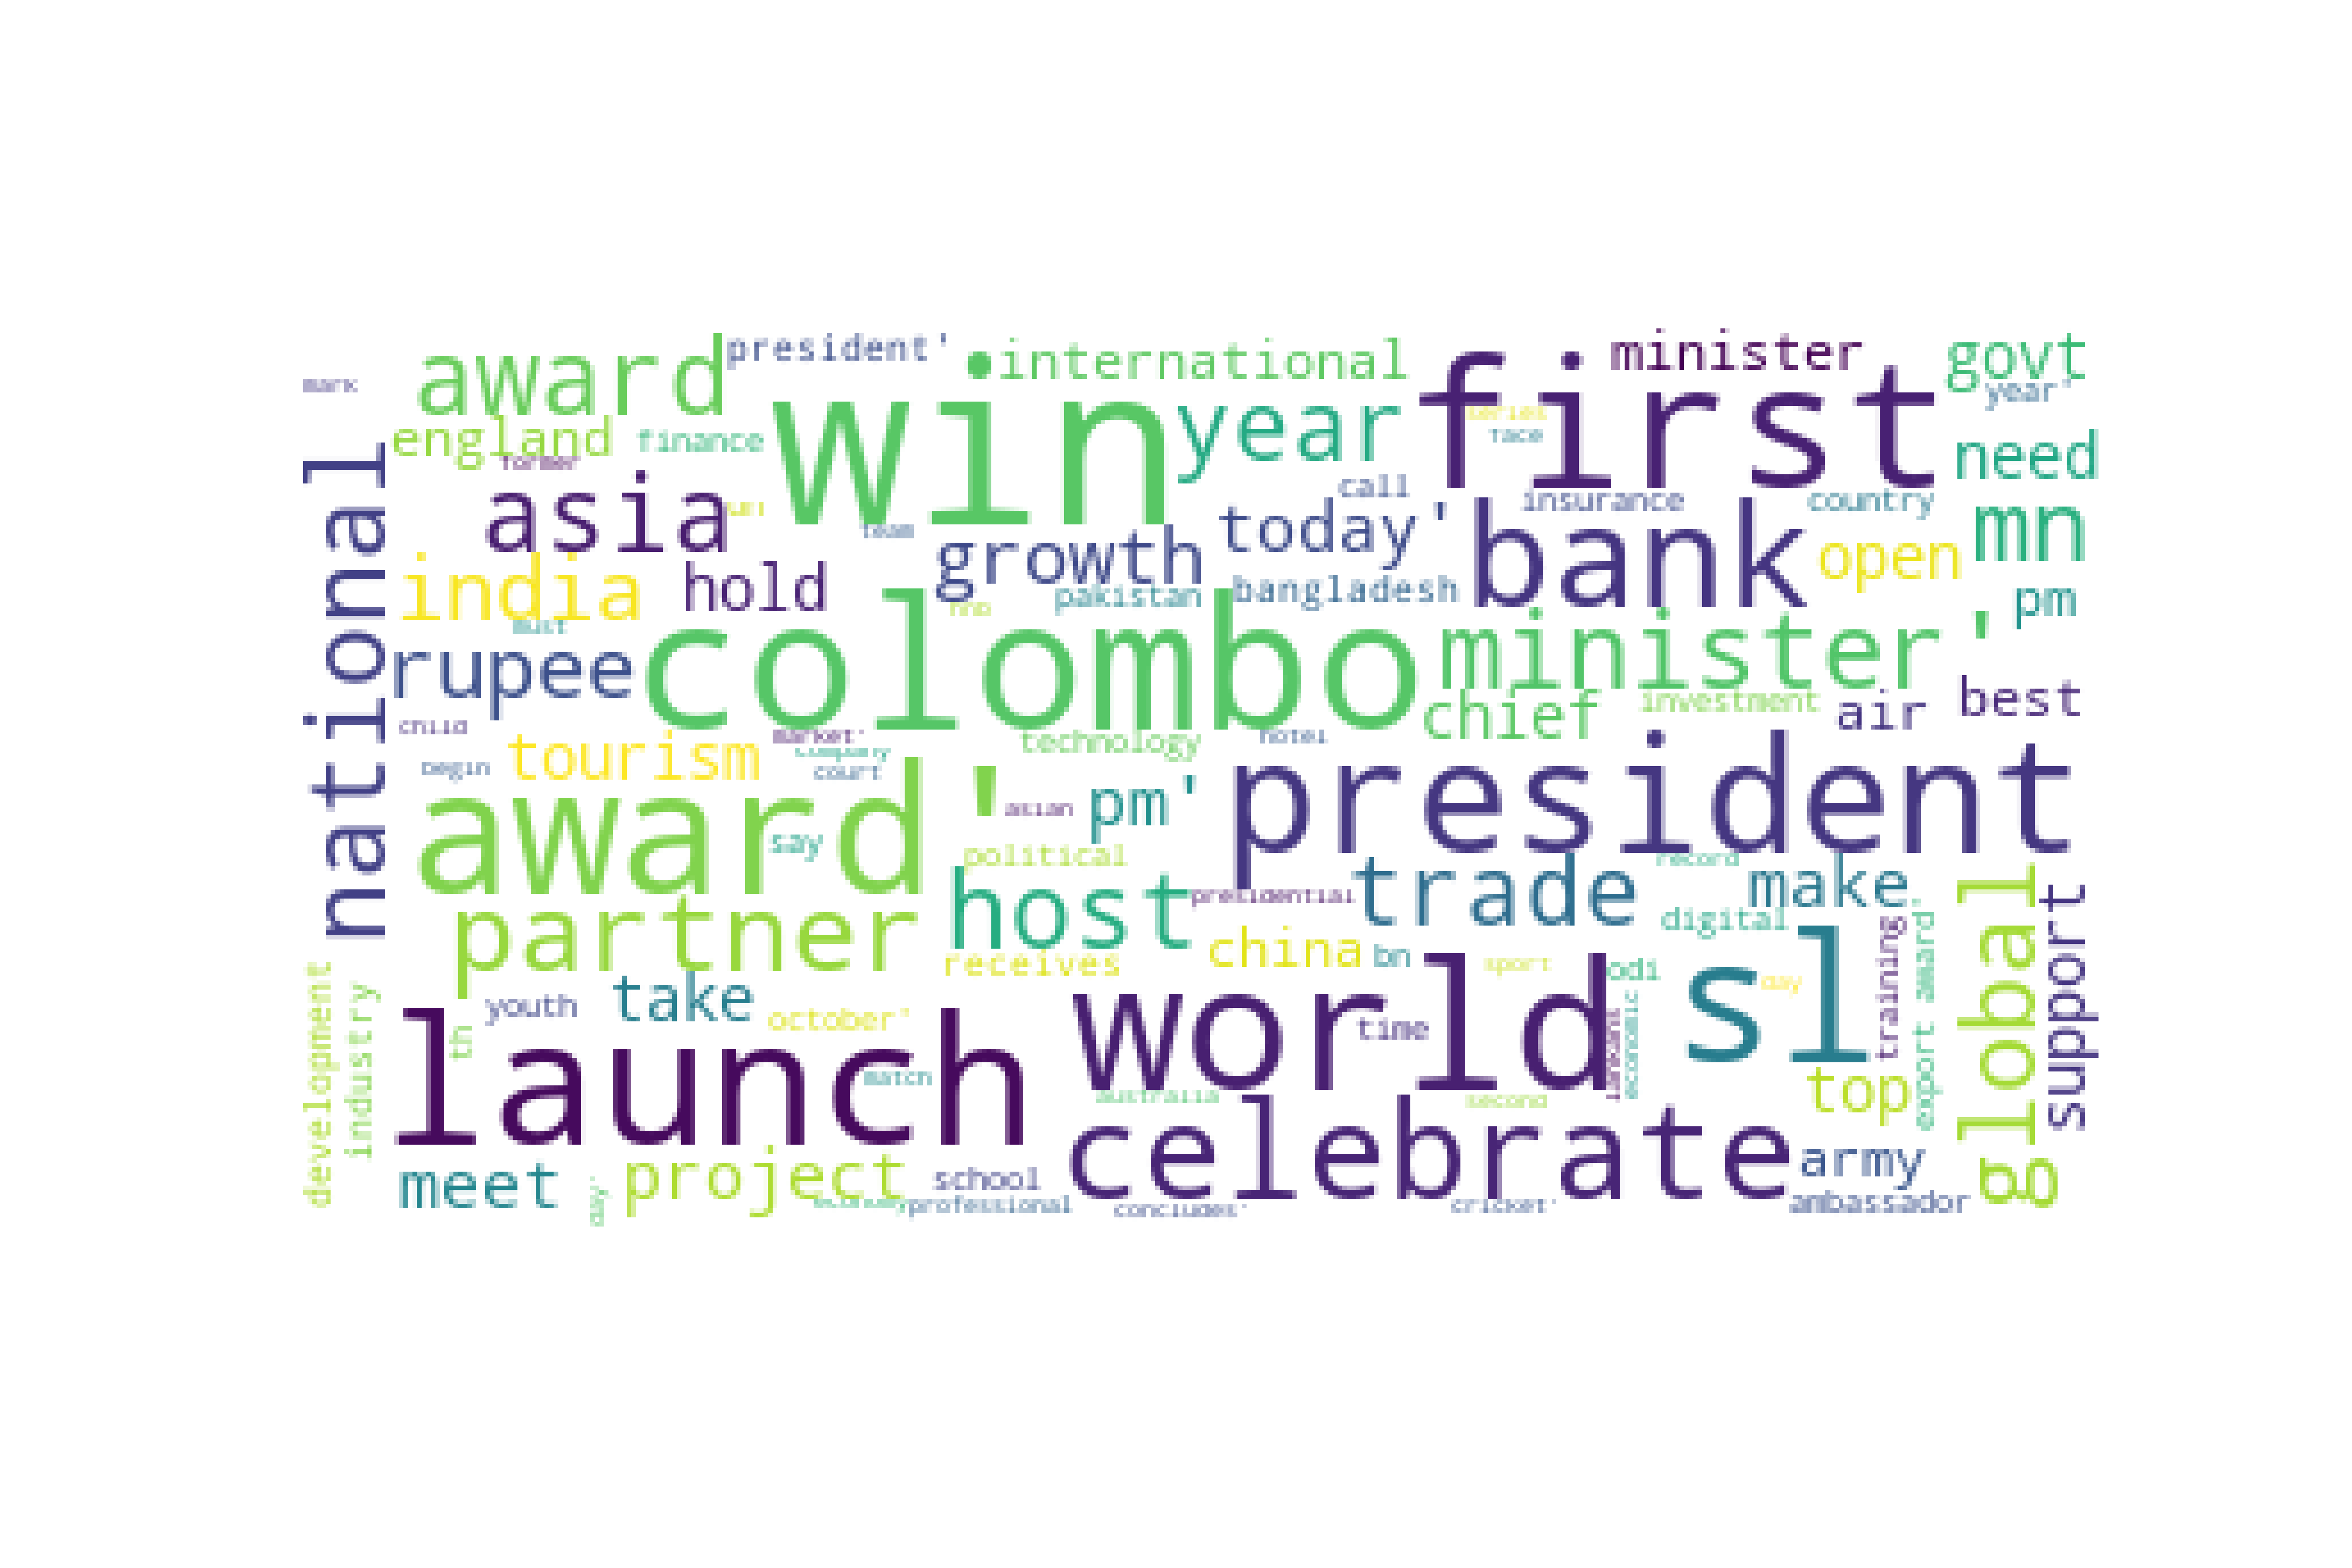 award
president'
international
minister
govt
mark
win
first
year'
england
finance
year
series
face
need
former
national
asia
call
insurance
country
mn
run
team
today'
bank
growth
open
india
hold
pakistan
bangladesh
pm
hnb
must
colombo
minister'
rupee
chief
investment
air
best
child
market'
technology
hotel
tourism
company
begin
court
president
award'
asian
pm'
say
political
record
host
presidential
trade
make
partner
digital
global
support
receives
china
bn
sport
odi
sl
day
training
export award'
development
industry
youth
take
october'
world
time
lankan
economic
th
launch
match
australia
second
top
celebrate
meet
project
school
army
day'
economy
professional
concludes'
cricket'
ambassador